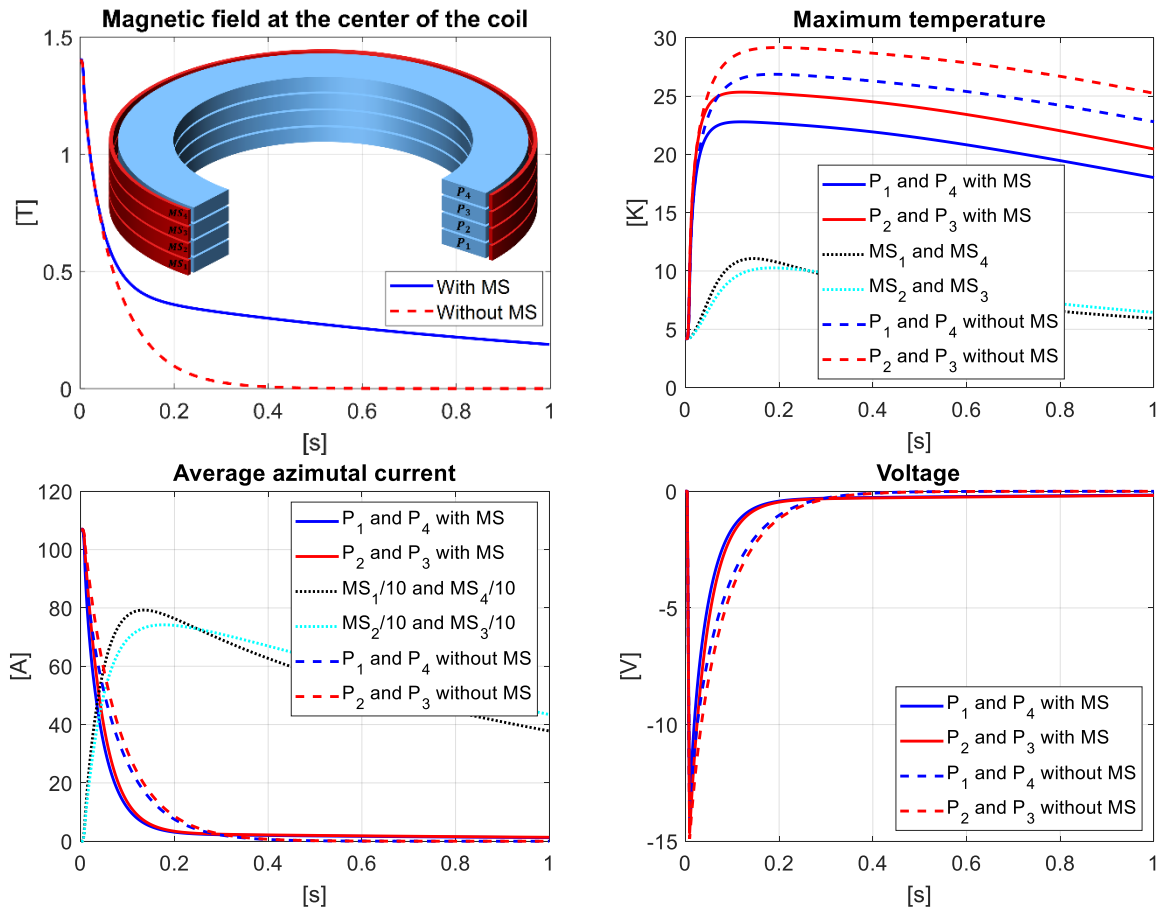 Magnetic field at the center of the coil
1.5
1
0.5
0
[T]
P4
P3
P2
P1
With MS
Without MS
0 0.2 0.4 0.6 0.8 1
[s]
Maximum temperature
30
25
20
15
10
5
0
[K]
P1 and P4 with MS
P2 and P3 with MS
MS1 and MS4
MS2 and MS3
P1 and P4 without MS
P2 and P3 without MS
0 0.2 0.4 0.6 0.8 1
[s]
Average azimutal current
120
100
80
60
40
20
0
[A]
P1 and P4 with MS
P2 and P3 with MS
MS1/10 and MS4/10
MS2/10 and MS3/10
P1 and P4 without MS
P2 and P3 without MS
0 0.2 0.4 0.6 0.8 1
[s]
Voltage
0
-5
-10
-15
[V]
P1 and P4 with MS
P2 and P3 with MS
P1 and P4 without MS
P2 and P3 without MS
0 0.2 0.4 0.6 0.8 1
[s]